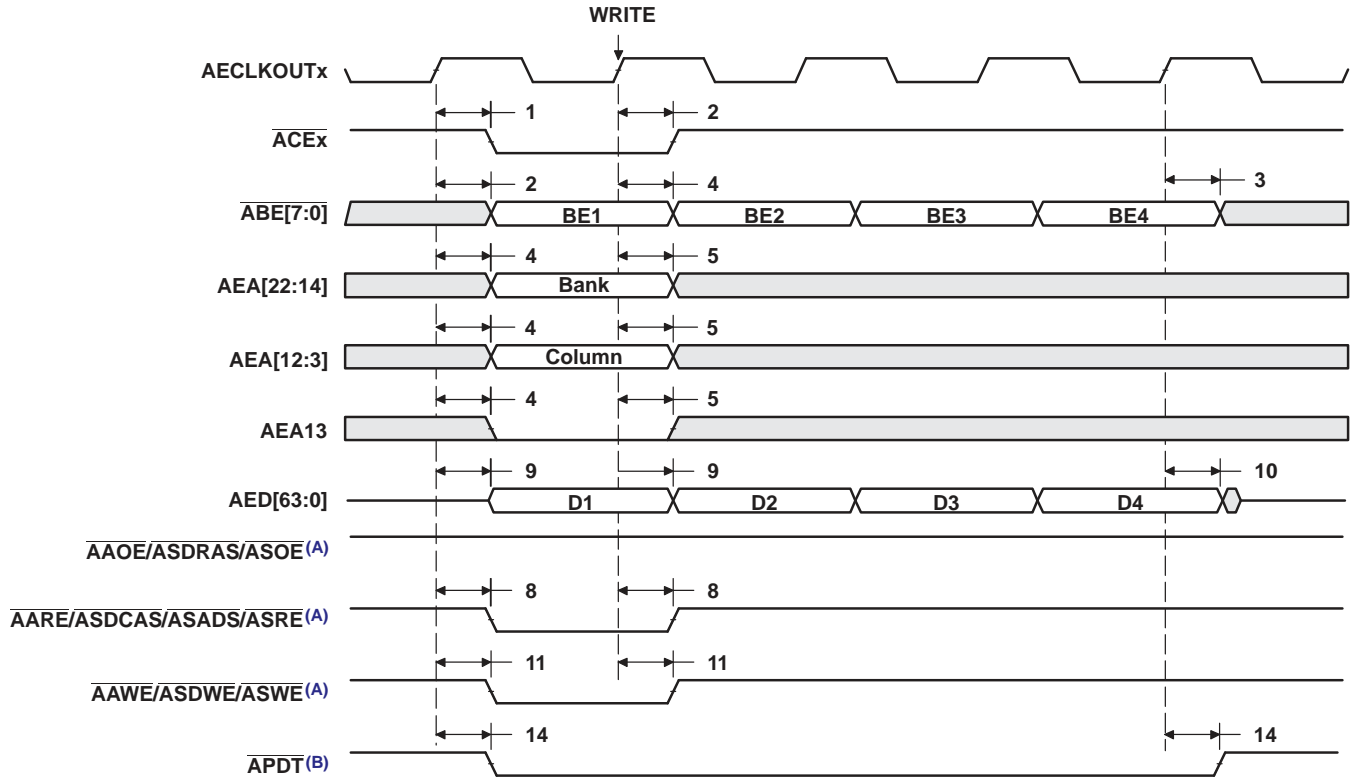 WRITE
AECLKOUTx
1 2
ACEx
2 4 3
ABE[7:0] BE1 BE2 BE3 BE4
4 5
AEA[22:14] Bank
4 5
AEA[12:3] Column
4 5
AEA13
9 9 10
AED[63:0] D1 D2 D3 D4
AAOE/ASDRAS/ASOE(A)
8 8
AARE/ASDCAS/ASADS/ASRE(A)
11 11
AAWE/ASDWE/ASWE(A)
14 14
APDT(B)